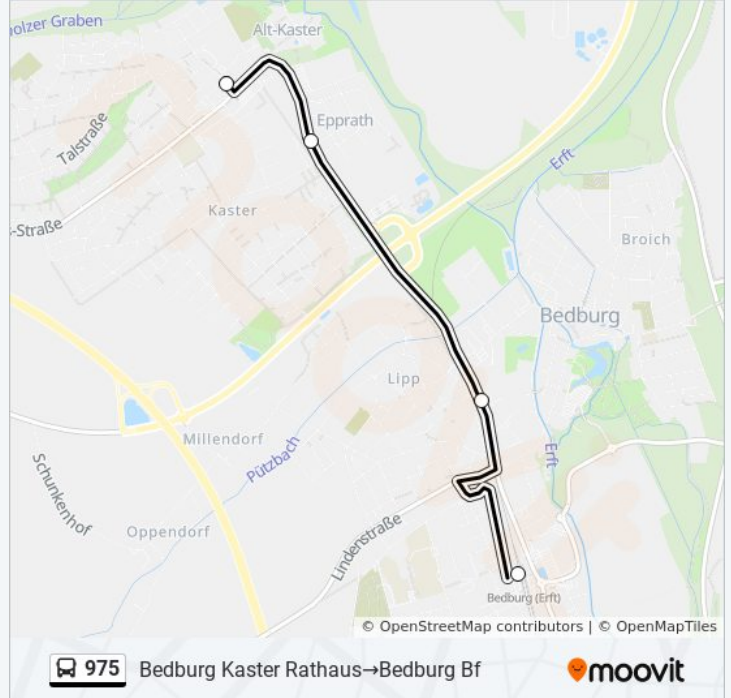 olzer Graben
Alt-Kaster
Epprath
Talstraße
Erft
Kaster
-Straße
Broich
Bedburg
Lipp
Millendorf
Pützbach
Erft
Schunkenhof
Oppendorf
Lindenstraße
Bedburg (Erft)
© OpenStreetMap contributors | © OpenMapTiles
975 Bedburg Kaster Rathaus→Bedburg Bf
moovit